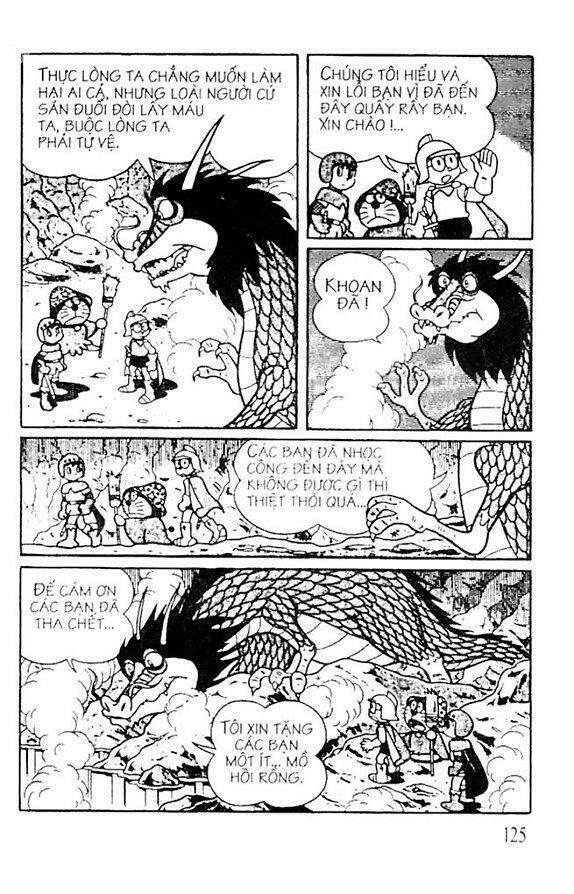 THỰC LÒNG TA CHẲNG MUỐN LÀM
HẠI AI CẢ, NHƯNG LOÀI NGƯỜI CỨ
SĂN ĐUỔI ĐÒI LẤY MÁU
TA, BUỘC LÒNG TA
PHẢI TỰ VỆ.
CHÚNG TÔI HIỂU VÀ
XIN LỖI BẠN VÌ ĐÃ ĐẾN
ĐÂY QUẤY RẦY BẠN.
XIN CHÀO !...
KHOAN
ĐÃ !
CÁC BẠN ĐÃ NHỌC
CÔNG ĐẾN ĐÂY MÀ
KHÔNG ĐƯỢC GÌ THÌ
THIỆT THÒI QUÁ...
ĐỂ CÁM ƠN
CÁC BẠN ĐÃ
THA CHẾT...
TÔI XIN TẶNG
CÁC BẠN
MỘT ÍT... MỒ
HÔI RỒNG.
125